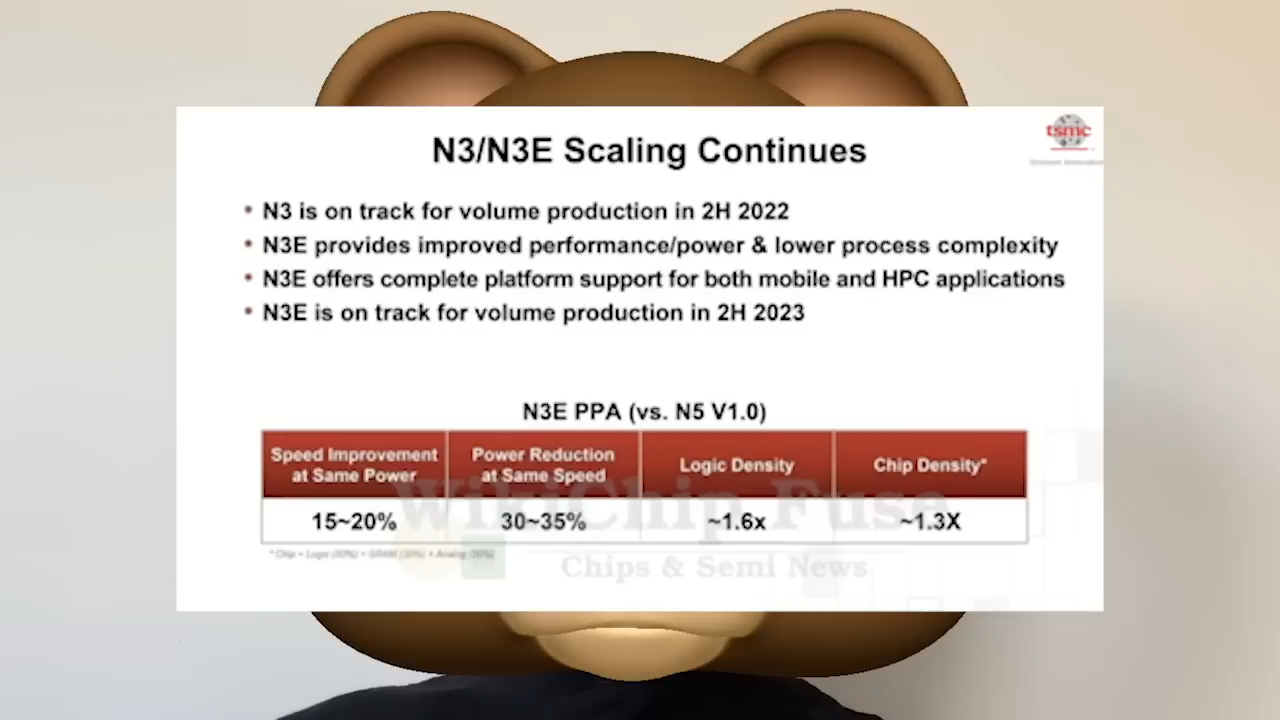 tsmc
N3/N3E Scaling Continues
• N3 is on track for volume production in 2H 2022
• N3E provides improved performance/power & lower process complexity
• N3E offers complete platform support for both mobile and HPC applications
• N3E is on track for volume production in 2H 2023
N3E PPA (vs. N5 V1.0)
Speed Improvement at Same Power
Power Reduction at Same Speed
Logic Density
Chip Density*
15~20%
30~35%
~1.6x
~1.3X
WikiChip Fuse
Chips & Semi News